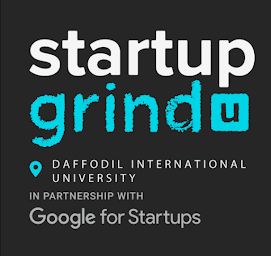 startup
grind u
DAFFODIL INTERNATIONAL
UNIVERSITY
IN PARTNERSHIP WITH
Google for Startups